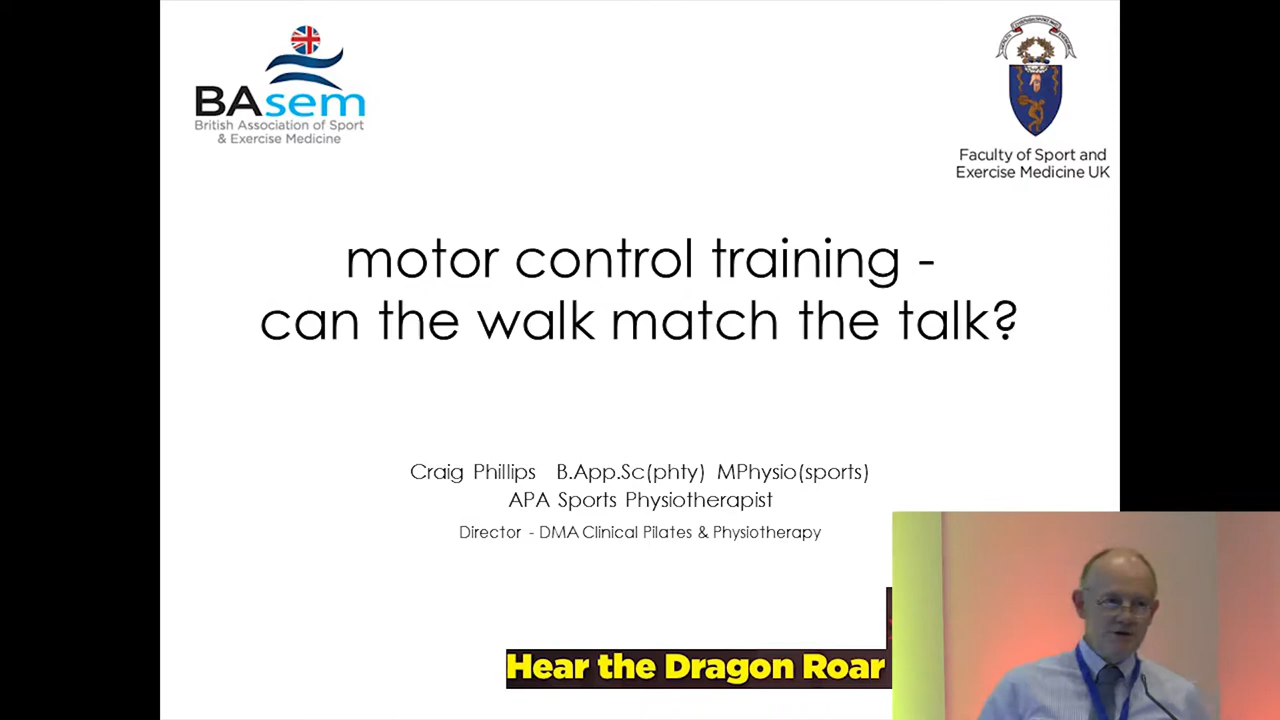 BAsem
British Association of Sport
& Exercise Medicine
Faculty of Sport and
Exercise Medicine UK
motor control training -
can the walk match the talk?
Craig Phillips B.App.Sc(phty) MPhysio(sports)
APA Sports Physiotherapist
Director - DMA Clinical Pilates & Physiotherapy
Hear the Dragon Roar